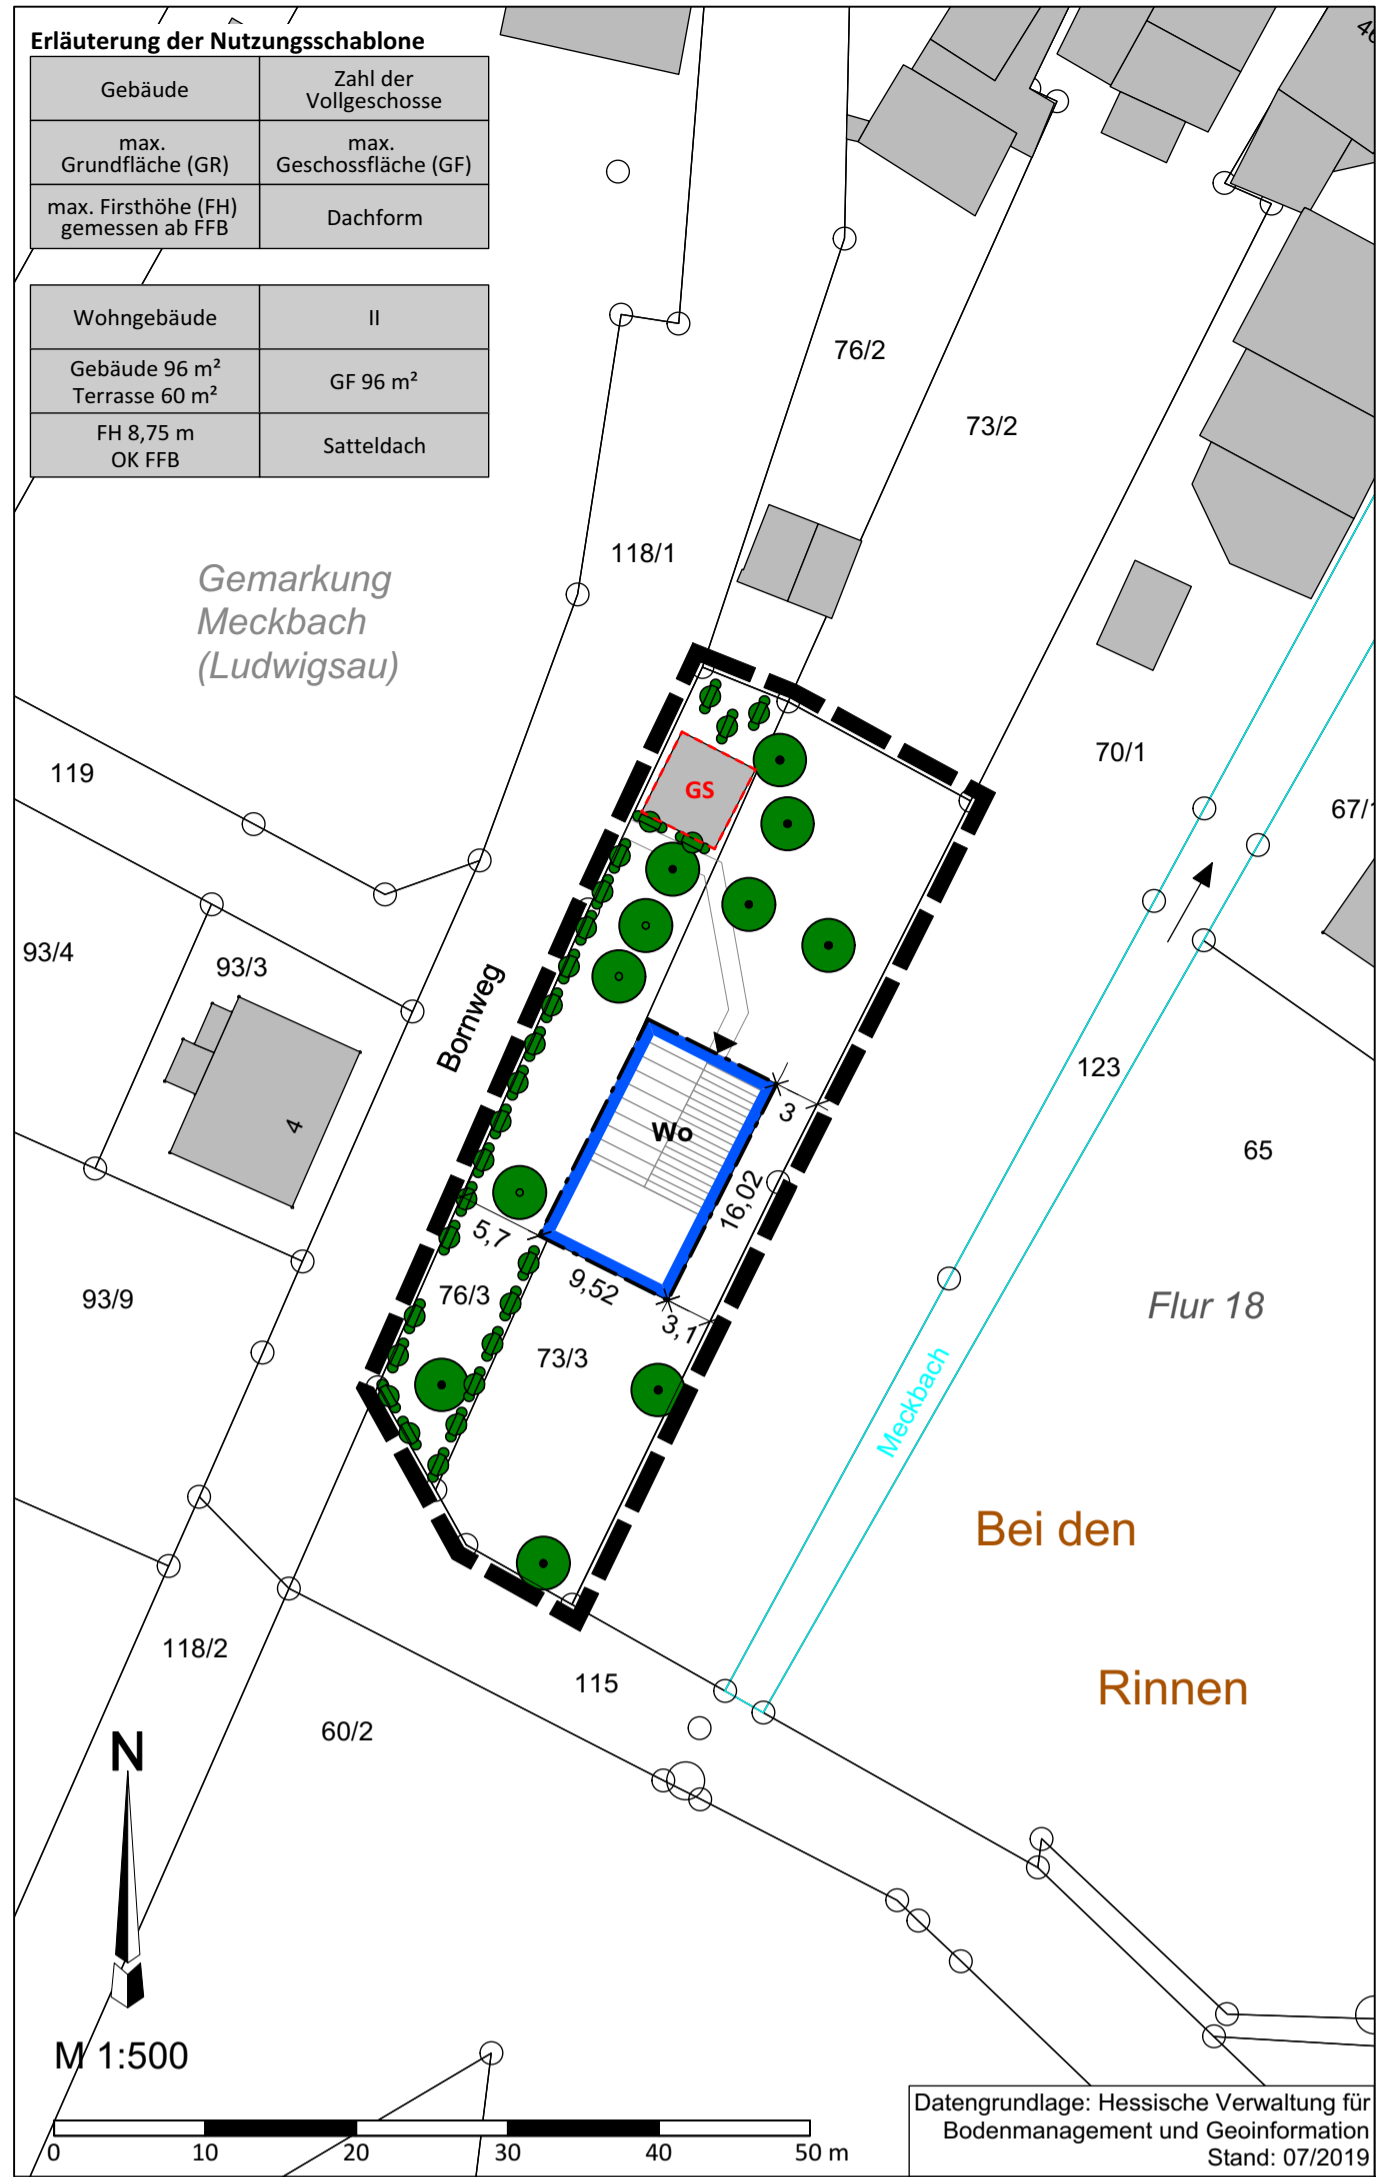 Erläuterung der Nutzungsschablone
Gebäude
Zahl der
Vollgeschosse
max.
Grundfläche (GR)
max.
Geschossfläche (GF)
max. Firsthöhe (FH)
gemessen ab FFB
Dachform
Wohngebäude
II
Gebäude 96 m²
Terrasse 60 m²
GF 96 m²
FH 8,75 m
OK FFB
Satteldach
76/2
73/2
118/1
Gemarkung
Meckbach
(Ludwigsau)
119
70/1
GS
93/4
93/3
Bornweg
123
4
Wo
3
65
16,02
5,7
9,52
76/3
3,1
93/9
Flur 18
73/3
Meckbach
Bei den
Rinnen
118/2
115
60/2
N
M 1:500
0 10 20 30 40 50 m
Datengrundlage: Hessische Verwaltung für
Bodenmanagement und Geoinformation
Stand: 07/2019